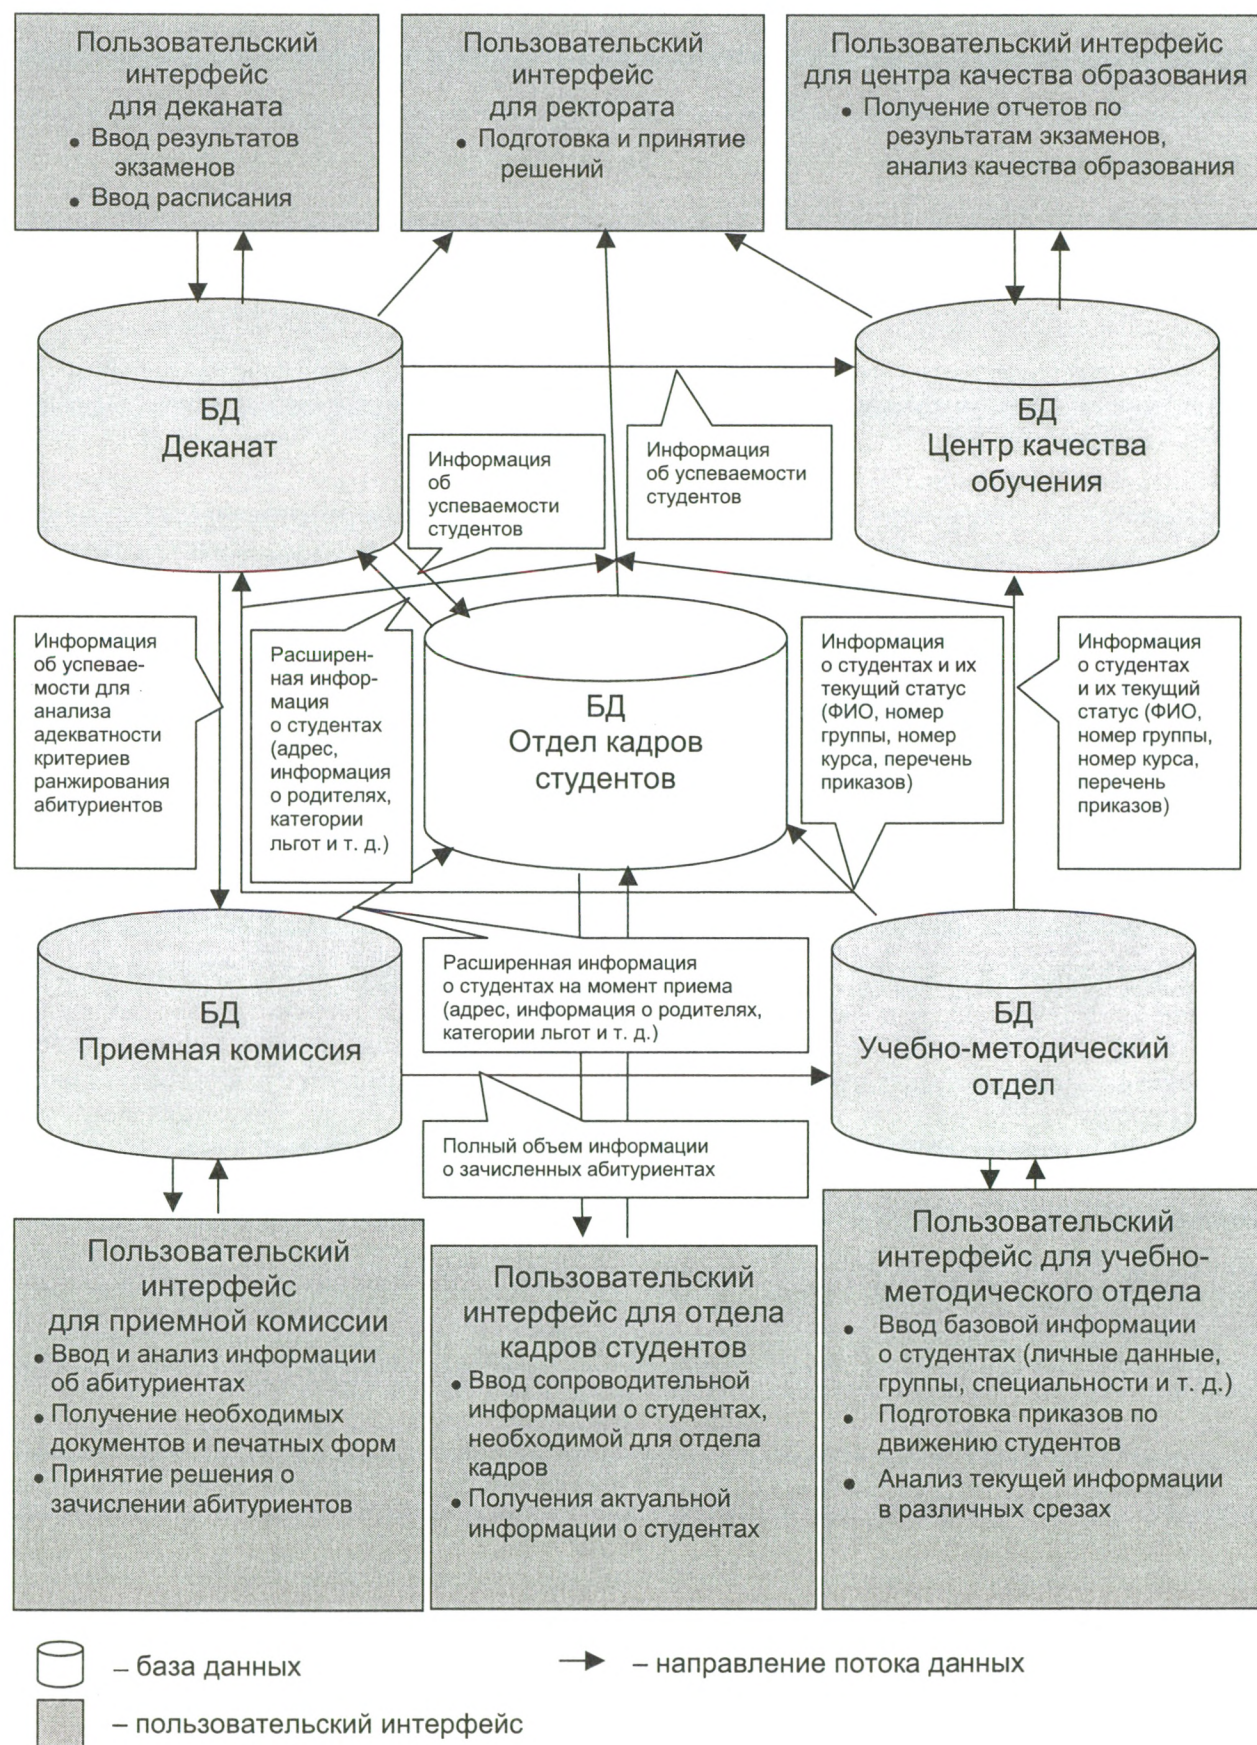 Пользовательский
интерфейс
для деканата
• Ввод результатов
экзаменов
• Ввод расписания
Пользовательский
интерфейс
для ректората
• Подготовка и принятие
решений
Пользовательский интерфейс
для центра качества образования
• Получение отчетов по
результатам экзаменов,
анализ качества образования
БД
Деканат
БД
Центр качества
обучения
Информация
об
успеваемости
студентов
Информация
об успеваемости
студентов
Информация
об успевае-
мости для
анализа
адекватности
критериев
ранжирования
абитуриентов
Расширен-
ная инфор-
мация
о студентах
(адрес,
информация
о родителях,
категории
льгот и т. д.)
БД
Отдел кадров
студентов
Информация
о студентах и их
текущий статус
(ФИО, номер
группы, номер
курса, перечень
приказов)
Информация
о студентах
и их текущий
статус (ФИО,
номер группы,
номер курса,
перечень
приказов)
БД
Приемная комиссия
Расширенная информация
о студентах на момент приема
(адрес, информация о родителях,
категории льгот и т. д.)
БД
Учебно-методический
отдел
Полный объем информации
о зачисленных абитуриентах
Пользовательский
интерфейс
для приемной комиссии
• Ввод и анализ информации
об абитуриентах
• Получение необходимых
документов и печатных форм
• Принятие решения о
зачислении абитуриентов
Пользовательский
интерфейс для отдела
кадров студентов
• Ввод сопроводительной
информации о студентах,
необходимой для отдела
кадров
• Получения актуальной
информации о студентах
Пользовательский
интерфейс для учебно-
методического отдела
• Ввод базовой информации
о студентах (личные данные,
группы, специальности и т. д.)
• Подготовка приказов по
движению студентов
• Анализ текущей информации
в различных срезах
– база данных
– направление потока данных
– пользовательский интерфейс